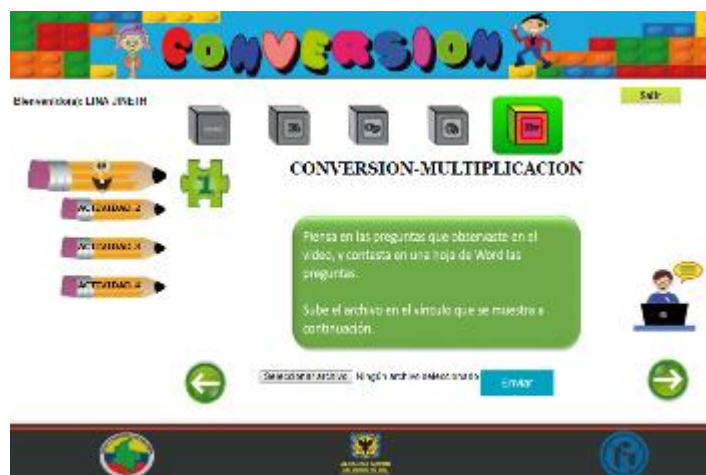 CONVERSION
Bienvenido(a): LINA JINETH
Salir
1
CONVERSION-MULTIPLICACION
ACTIVIDAD 2
ACTIVIDAD 3
ACTIVIDAD 4
Piensa en las preguntas que observaste en el
video, y contesta en una hoja de Word las
preguntas.
Sube el archivo en el vinculo que se muestra a
continuación.
Seleccionar archivo Ningún archivo seleccionado
Enviar